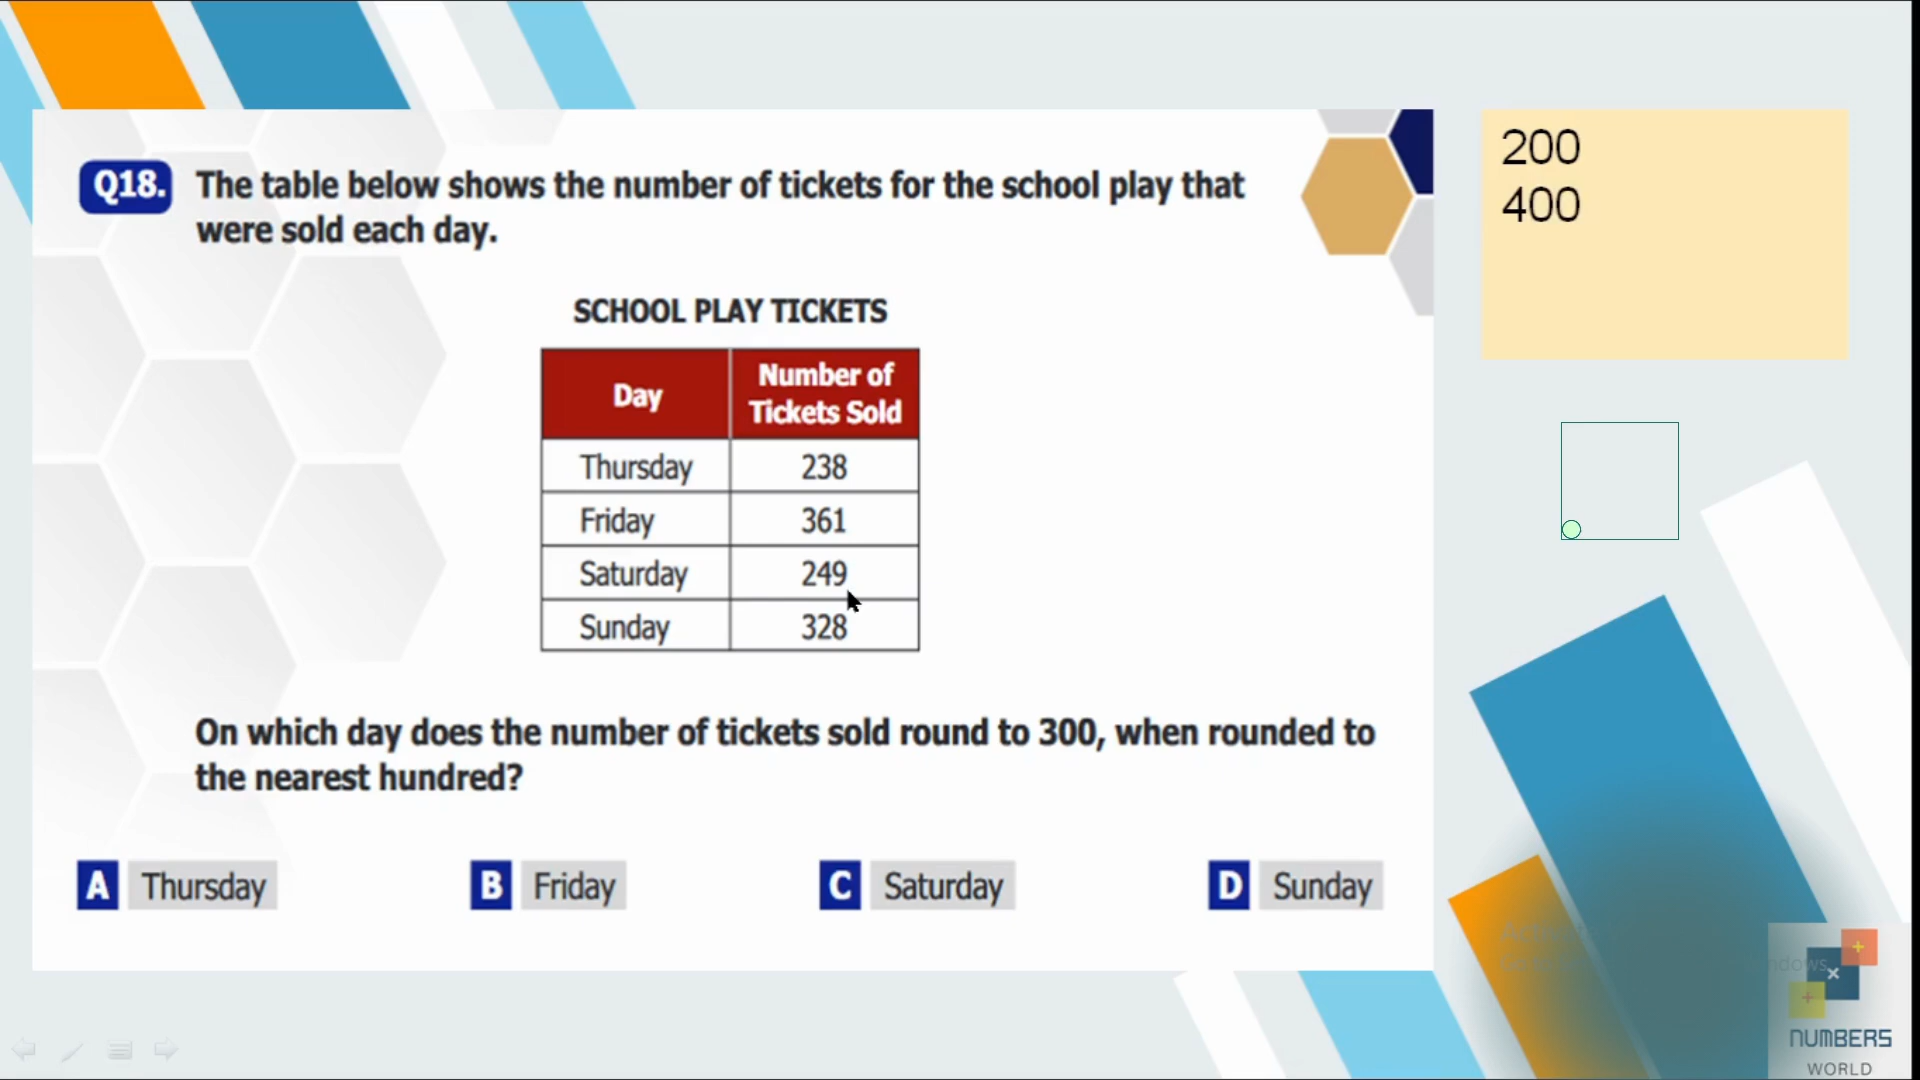 Q18. The table below shows the number of tickets for the school play that
were sold each day.
200
400
SCHOOL PLAY TICKETS
Day
Number of
Tickets Sold
Thursday 238
Friday 361
Saturday 249
Sunday 328
On which day does the number of tickets sold round to 300, when rounded to
the nearest hundred?
A Thursday
B Friday
C Saturday
D Sunday
NUMBERS
WORLD